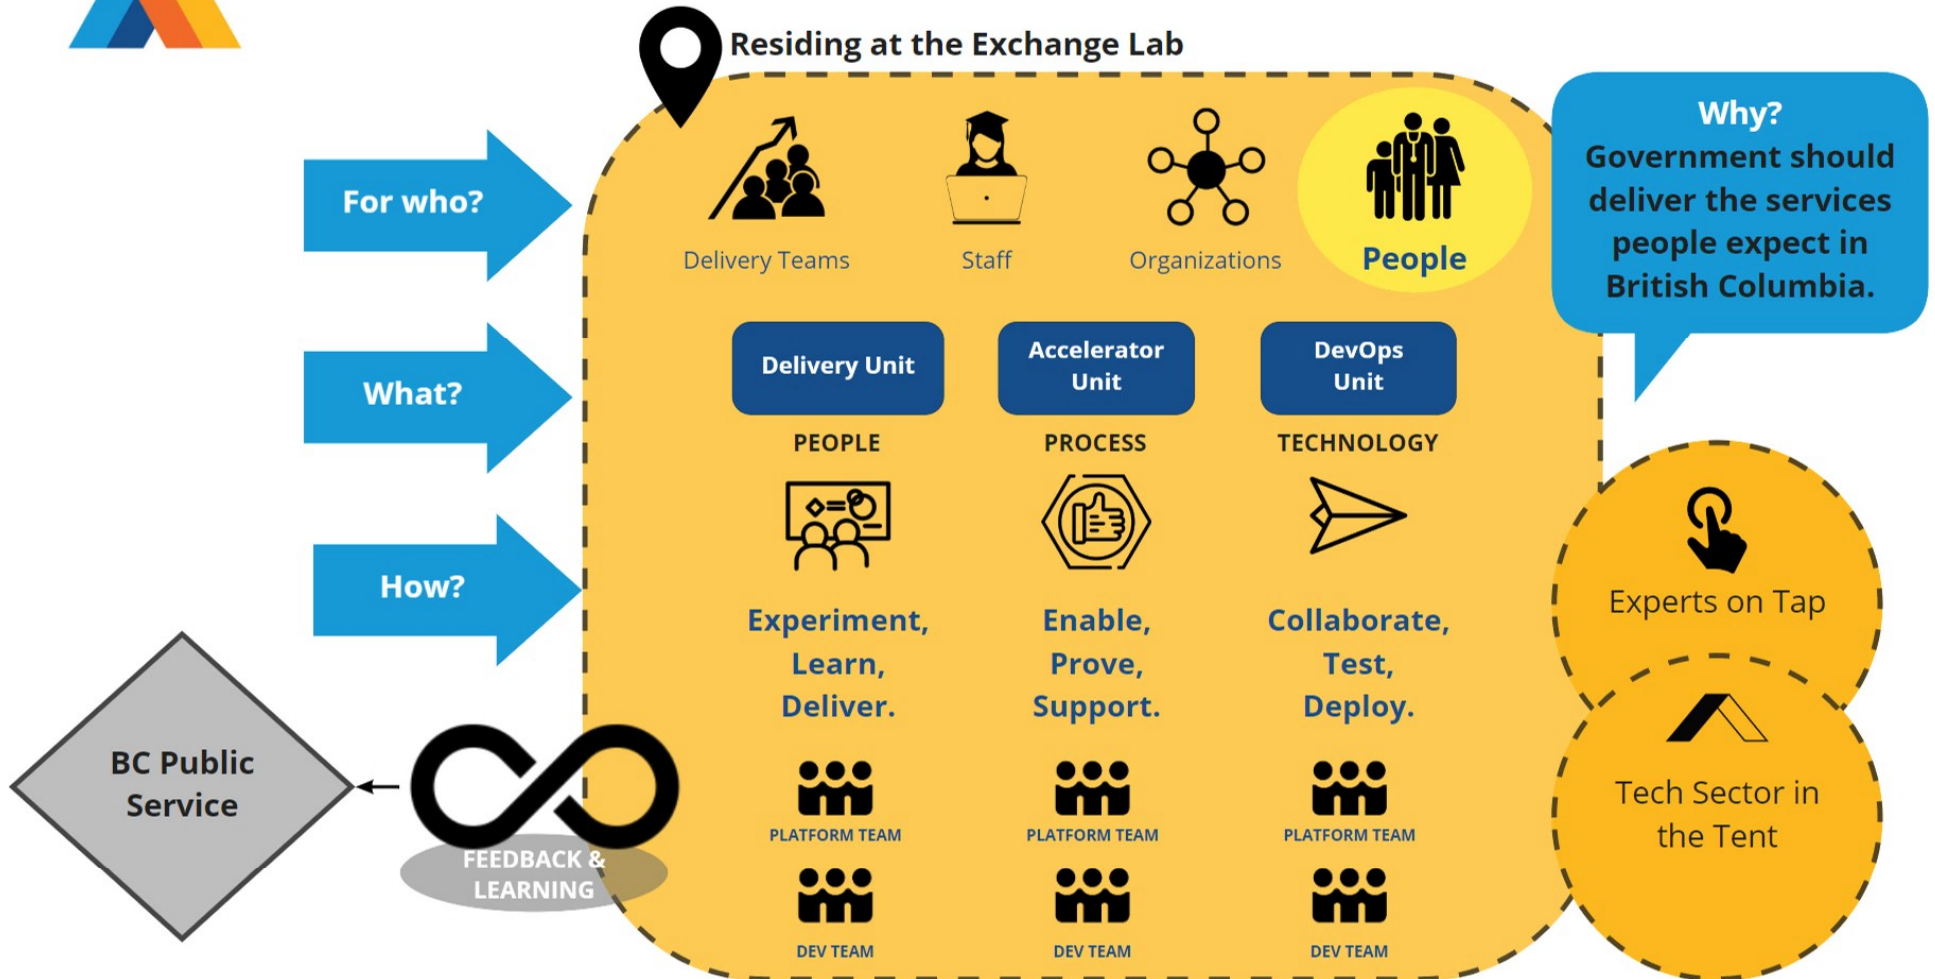 Residing at the Exchange Lab
For who?
Delivery Teams
Staff
Organizations
People
Why?
Government should
deliver the services
people expect in
British Columbia.
What?
Delivery Unit
Accelerator
Unit
DevOps
Unit
PEOPLE
PROCESS
TECHNOLOGY
How?
Experiment,
Learn,
Deliver.
Enable,
Prove,
Support.
Collaborate,
Test,
Deploy.
Experts on Tap
Tech Sector in
the Tent
BC Public
Service
FEEDBACK &
LEARNING
PLATFORM TEAM
PLATFORM TEAM
PLATFORM TEAM
DEV TEAM
DEV TEAM
DEV TEAM